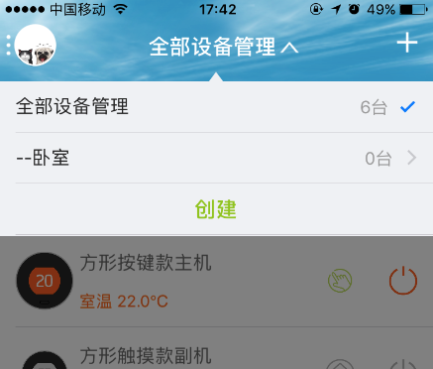 中国移动 17:42 49%
全部设备管理
全部设备管理 6台
--卧室 0台
创建
方形按键款主机
20
室温 22.0℃
方形触摸款副机